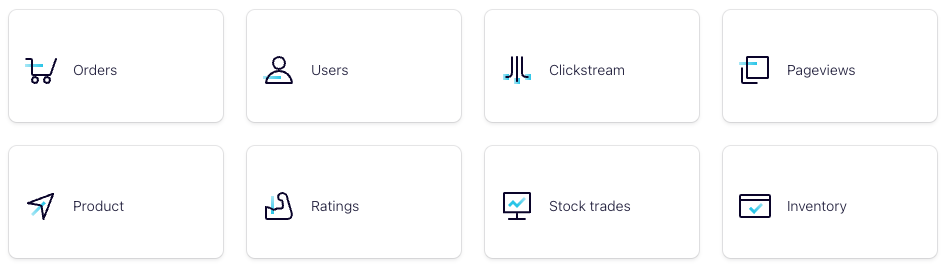 Orders
Users
Clickstream
Pageviews
Product
Ratings
Stock trades
Inventory